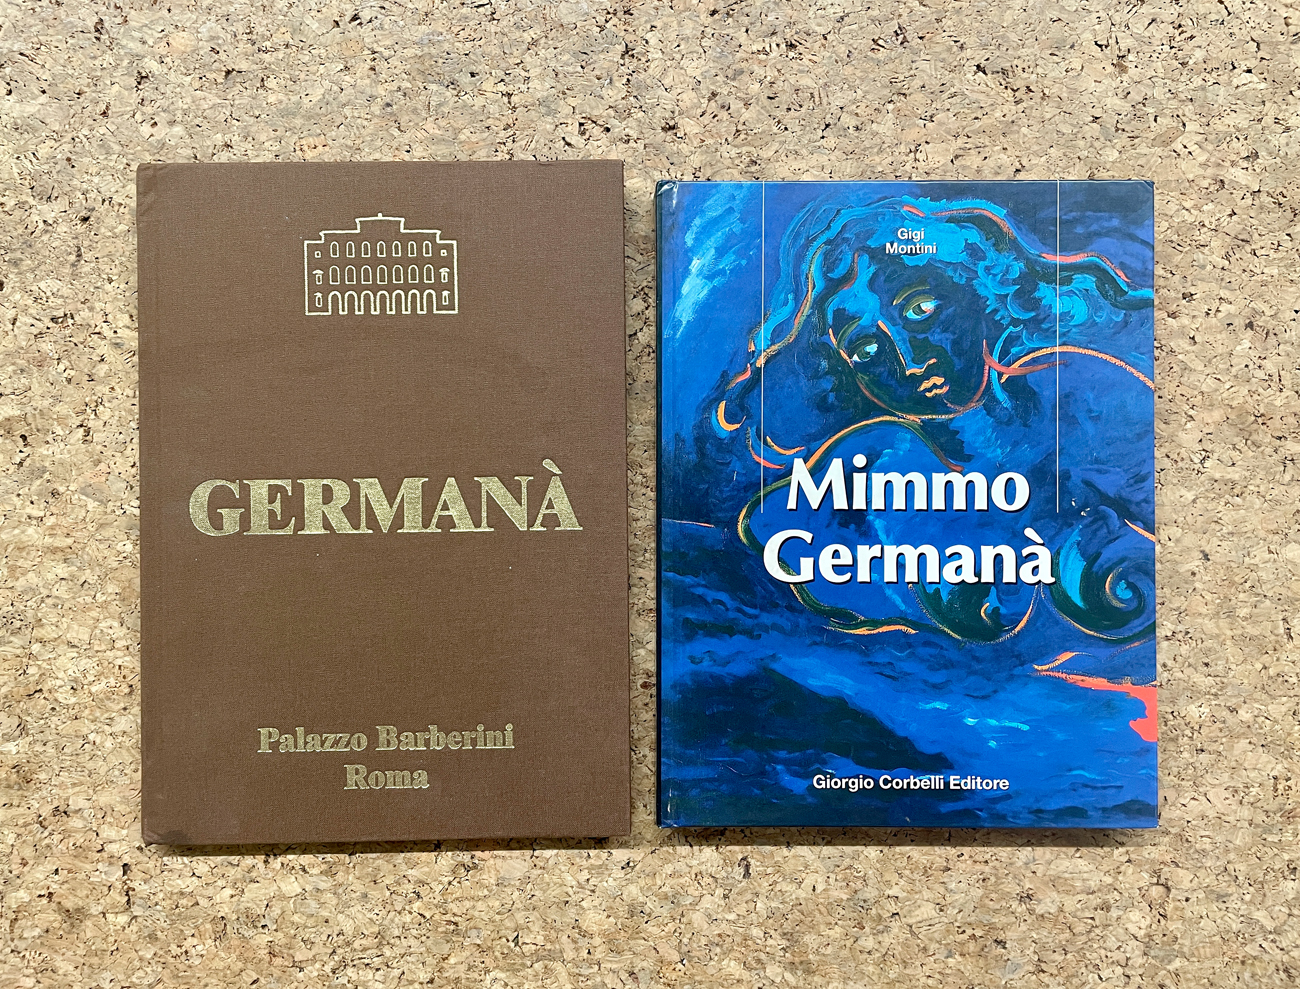 GERMANÀ
Palazzo Barberini
Roma
Gigi
Montini
Mimmo
Germanà
Giorgio Corbelli Editore